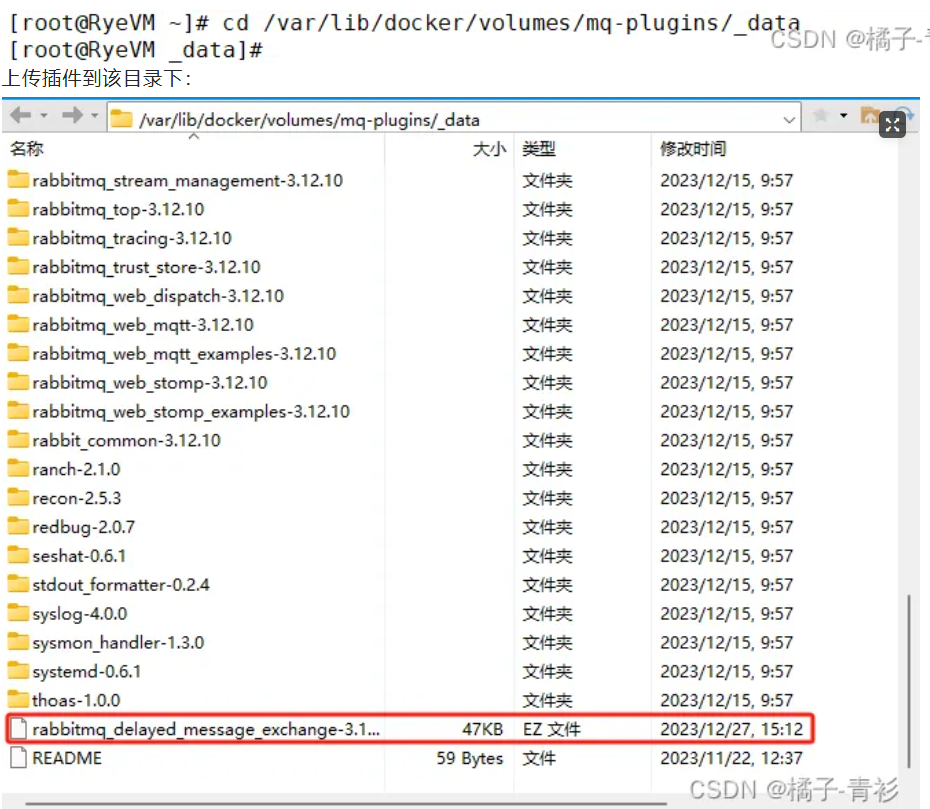 [root@RyeVM ~]# cd /var/lib/docker/volumes/mq-plugins/_data
[root@RyeVM _data]#
CSDN @橘子-
上传插件到该目录下：
/var/lib/docker/volumes/mq-plugins/_data
名称 大小 类型 修改时间
rabbitmq_stream_management-3.12.10 文件夹 2023/12/15, 9:57
rabbitmq_top-3.12.10 文件夹 2023/12/15, 9:57
rabbitmq_tracing-3.12.10 文件夹 2023/12/15, 9:57
rabbitmq_trust_store-3.12.10 文件夹 2023/12/15, 9:57
rabbitmq_web_dispatch-3.12.10 文件夹 2023/12/15, 9:57
rabbitmq_web_mqtt-3.12.10 文件夹 2023/12/15, 9:57
rabbitmq_web_mqtt_examples-3.12.10 文件夹 2023/12/15, 9:57
rabbitmq_web_stomp-3.12.10 文件夹 2023/12/15, 9:57
rabbitmq_web_stomp_examples-3.12.10 文件夹 2023/12/15, 9:57
rabbit_common-3.12.10 文件夹 2023/12/15, 9:57
ranch-2.1.0 文件夹 2023/12/15, 9:57
recon-2.5.3 文件夹 2023/12/15, 9:57
redbug-2.0.7 文件夹 2023/12/15, 9:57
seshat-0.6.1 文件夹 2023/12/15, 9:57
stdout_formatter-0.2.4 文件夹 2023/12/15, 9:57
syslog-4.0.0 文件夹 2023/12/15, 9:57
sysmon_handler-1.3.0 文件夹 2023/12/15, 9:57
systemd-0.6.1 文件夹 2023/12/15, 9:57
thoas-1.0.0 文件夹 2023/12/15, 9:57
rabbitmq_delayed_message_exchange-3.1... 47KB EZ 文件 2023/12/27, 15:12
README 59 Bytes 文件 2023/11/22, 12:37
CSDN @橘子-青衫